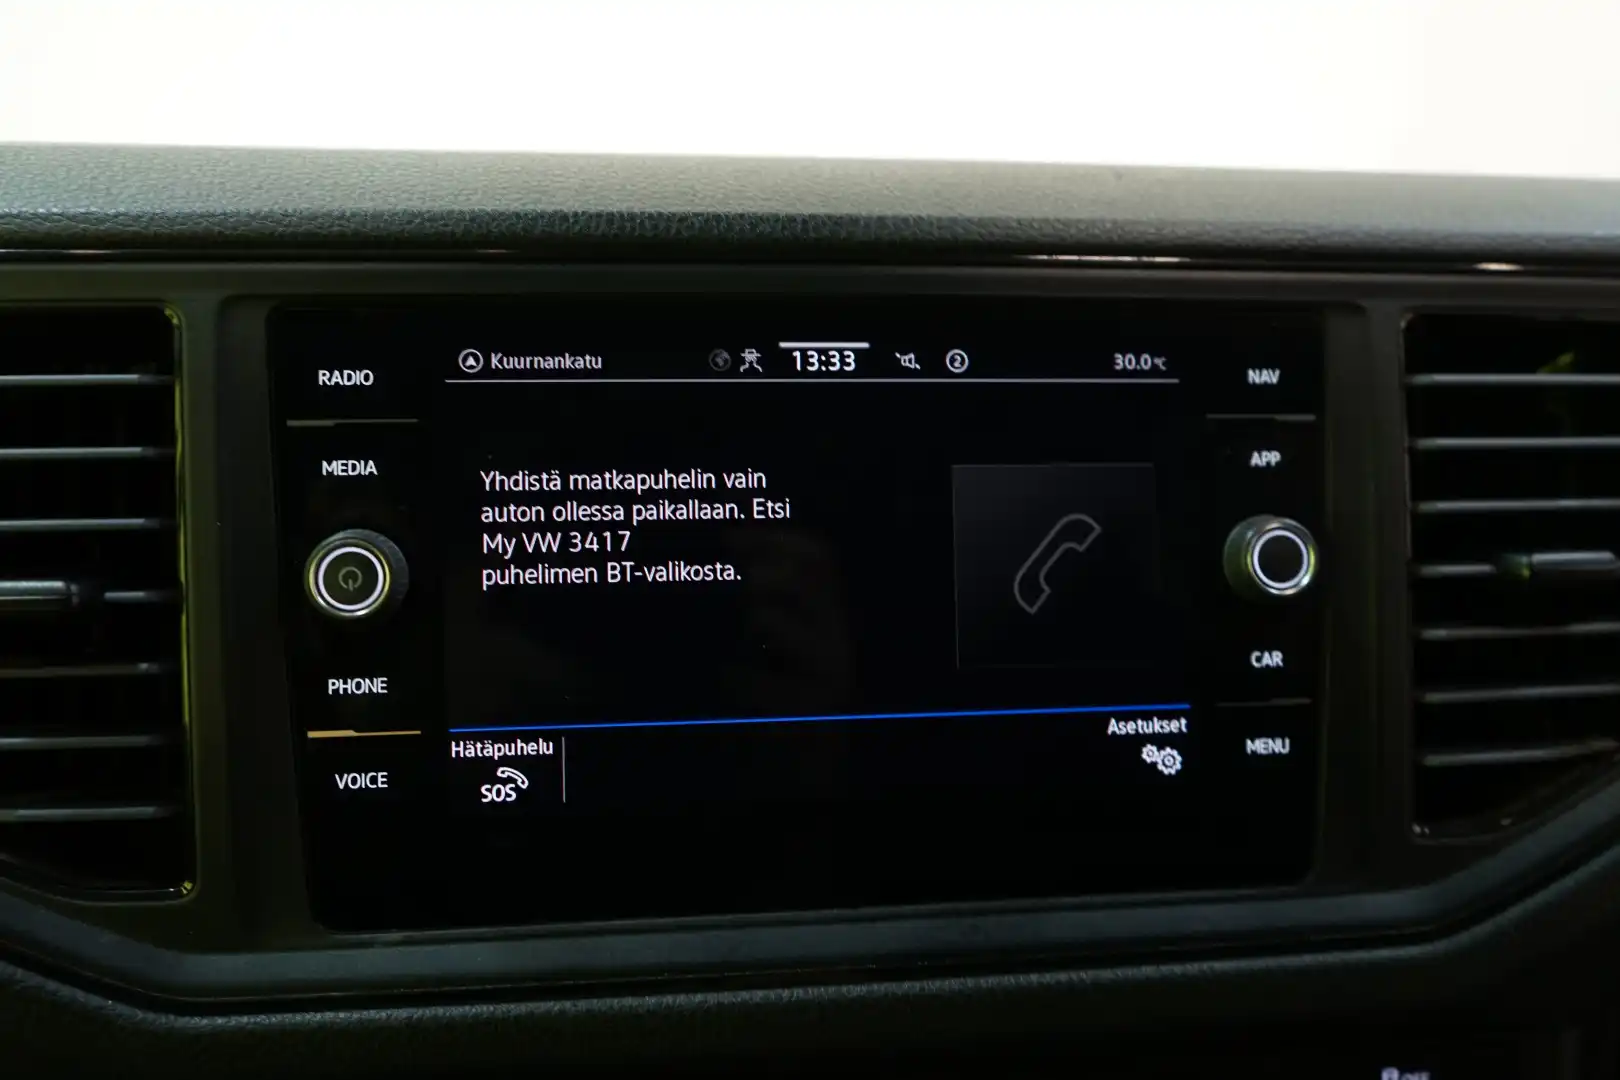 Kuurnankatu 13:33 2 30.0°C
RADIO
MEDIA
PHONE
VOICE
Yhdistä matkapuhelin vain
auton ollessa paikallaan. Etsi
My VW 3417
puhelimen BT-valikosta.
Hätäpuhelu
SOS
Asetukset
NAV
APP
CAR
MENU